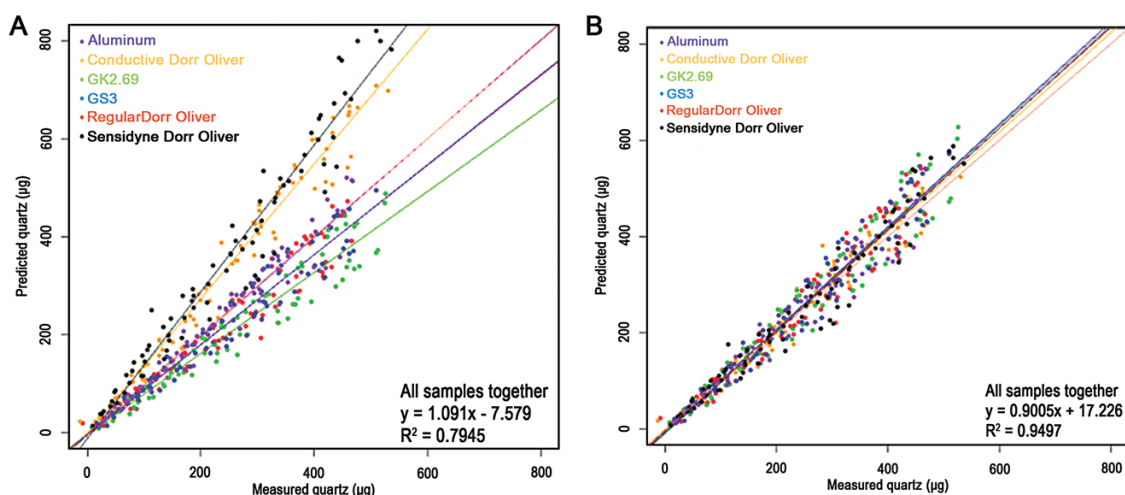 A
Aluminum
Conductive Dorr Oliver
GK2.69
GS3
RegularDorr Oliver
Sensidyne Dorr Oliver
Predicted quartz (µg)
800
600
400
200
0
All samples together
y = 1.091x - 7.579
R² = 0.7945
0 200 400 600 800
Measured quartz (µg)
B
Aluminum
Conductive Dorr Oliver
GK2.69
GS3
RegularDorr Oliver
Sensidyne Dorr Oliver
Predicted quartz (µg)
800
600
400
200
0
All samples together
y = 0.9005x + 17.226
R² = 0.9497
0 200 400 600 800
Measured quartz (µg)